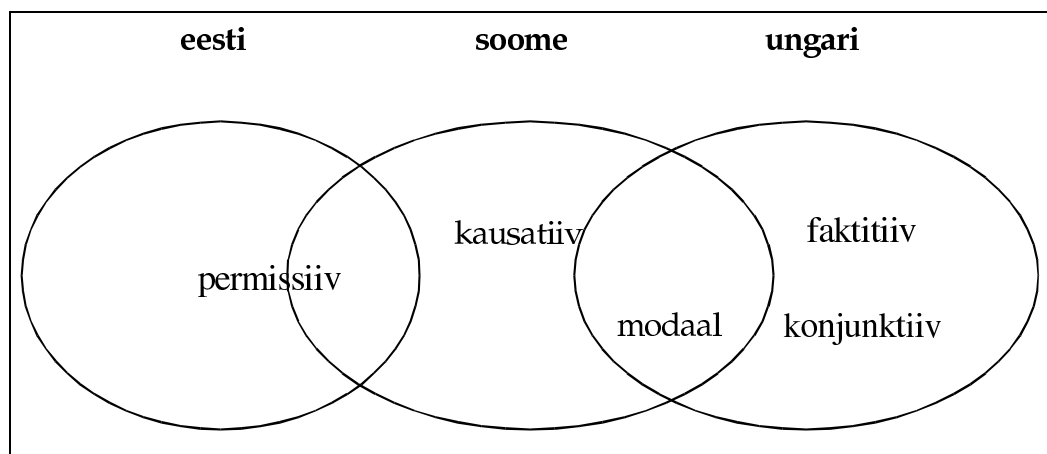 eesti soome ungari
kausatiiv faktitiiv
permissiiv
modaal konjunktiiv